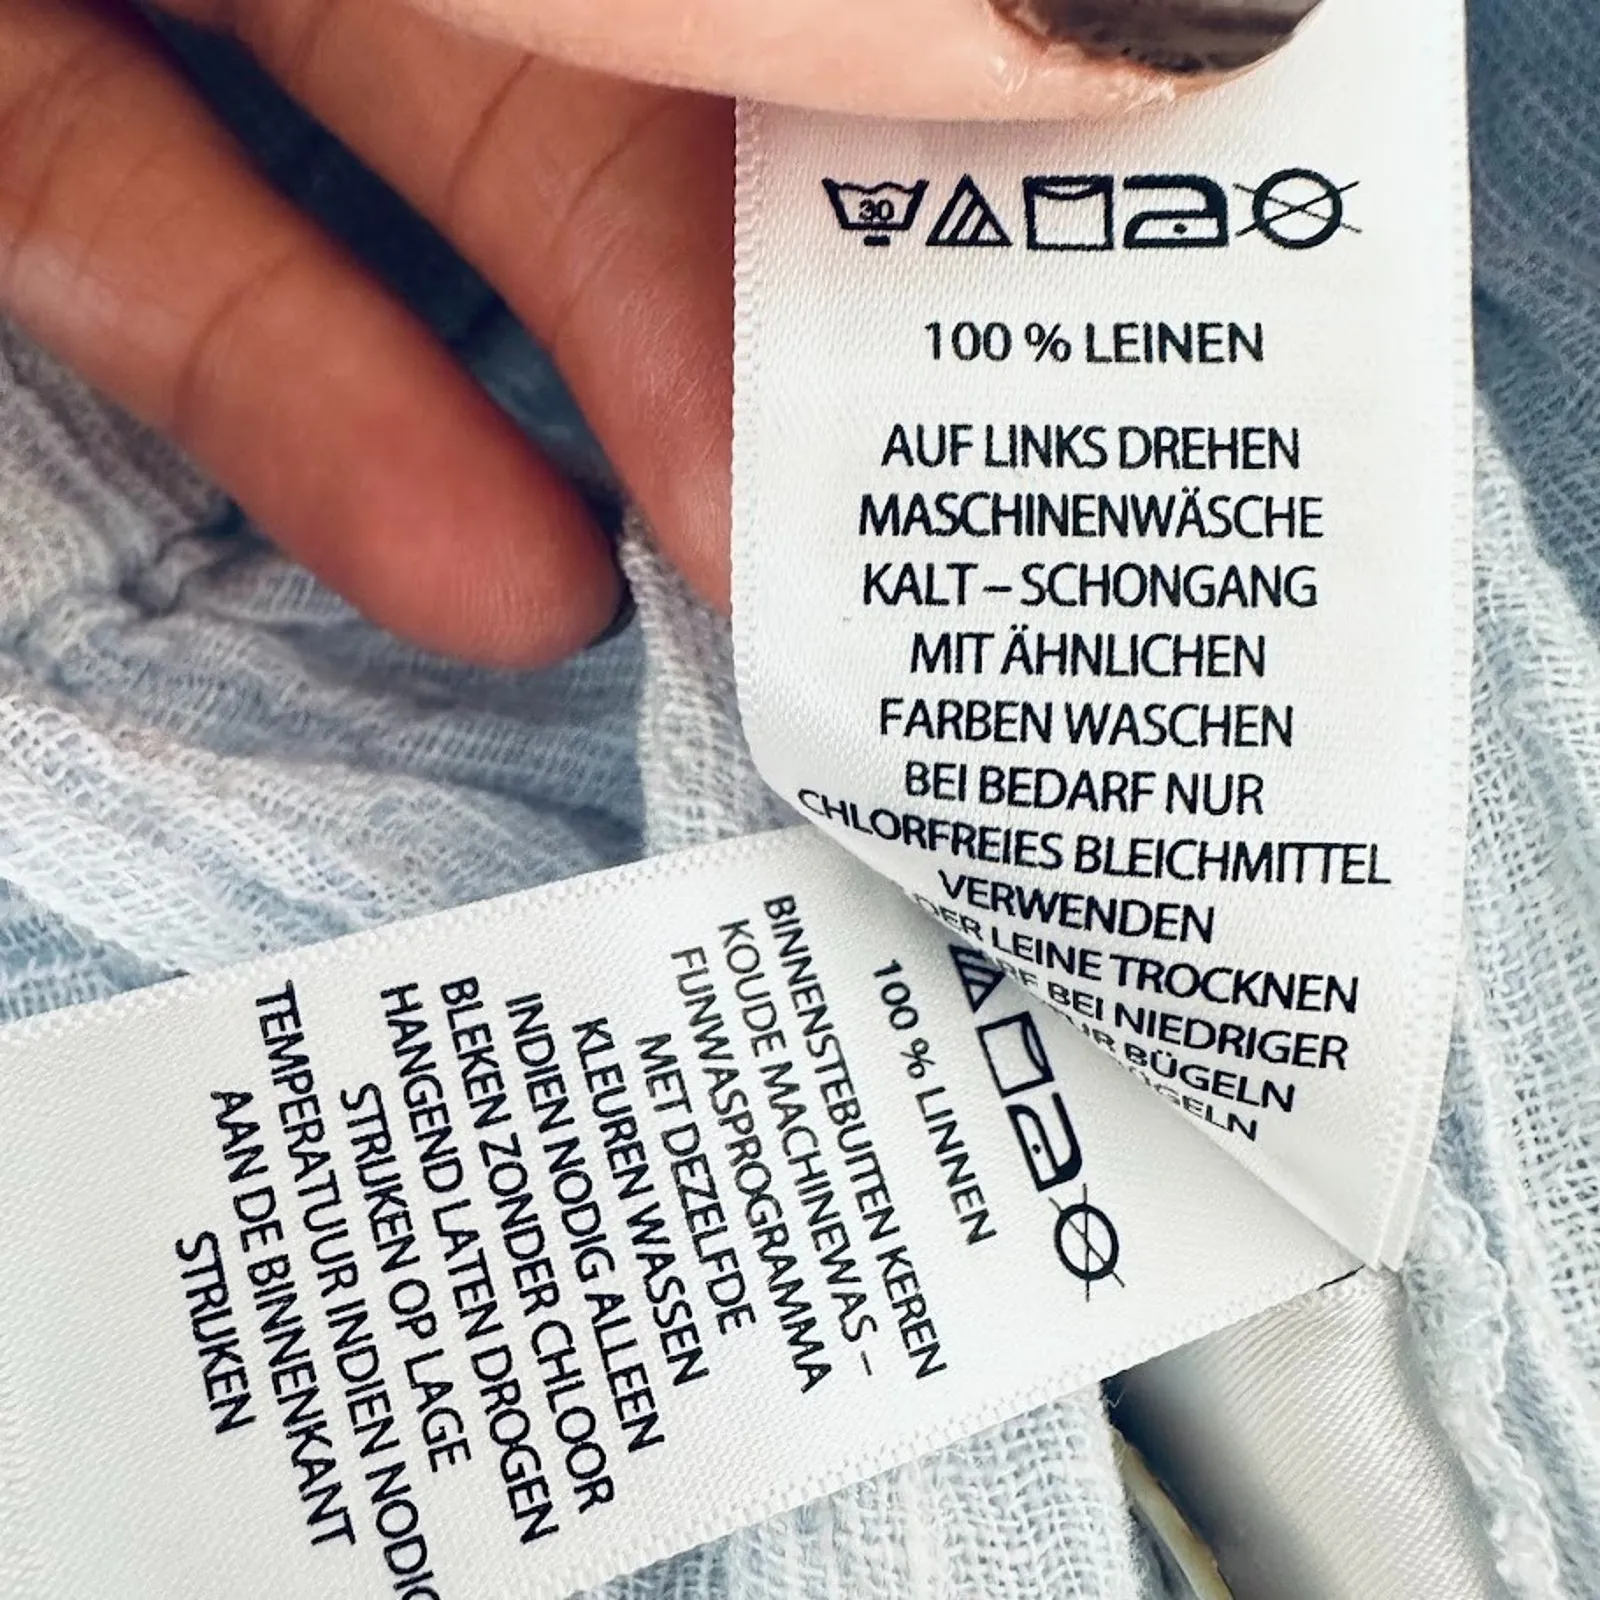 30
100 % LEINEN
AUF LINKS DREHEN
MASCHINENWÄSCHE
KALT – SCHONGANG
MIT ÄHNLICHEN
FARBEN WASCHEN
BEI BEDARF NUR
CHLORFREIES BLEICHMITTEL
VERWENDEN
LEINE TROCKNEN
BEI NIEDRIGER
BÜGELN
100 % LINNEN
BINNENSTEBUITEN KEREN
KOUDE MACHINEWAS –
FIJNWASPROGRAMMA
MET DEZELFDE
KLEUREN WASSEN
INDIEN NODIG ALLEEN
BLEKEN ZONDER CHLOOR
HANGEND LATEN DROGEN
STRIJKEN OP LAGE
TEMPERATUUR INDIEN NODIG
AAN DE BINNENKANT
STRIJKEN